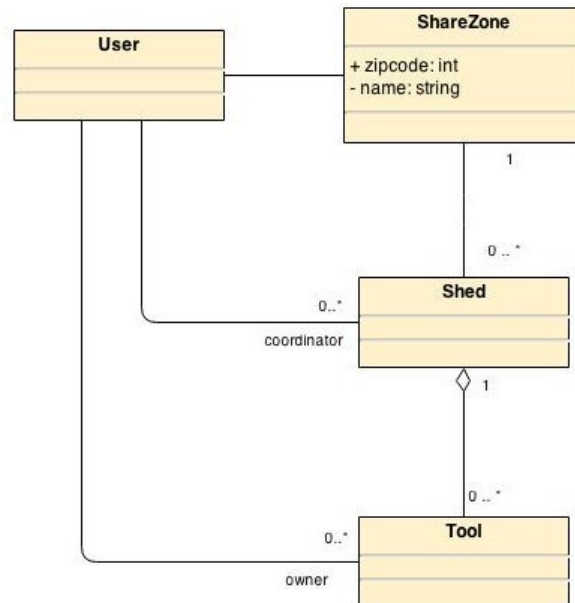 User
ShareZone
+ zipcode: int
- name: string
1
0 .. *
Shed
0..*
coordinator
1
0 .. *
Tool
0..*
owner